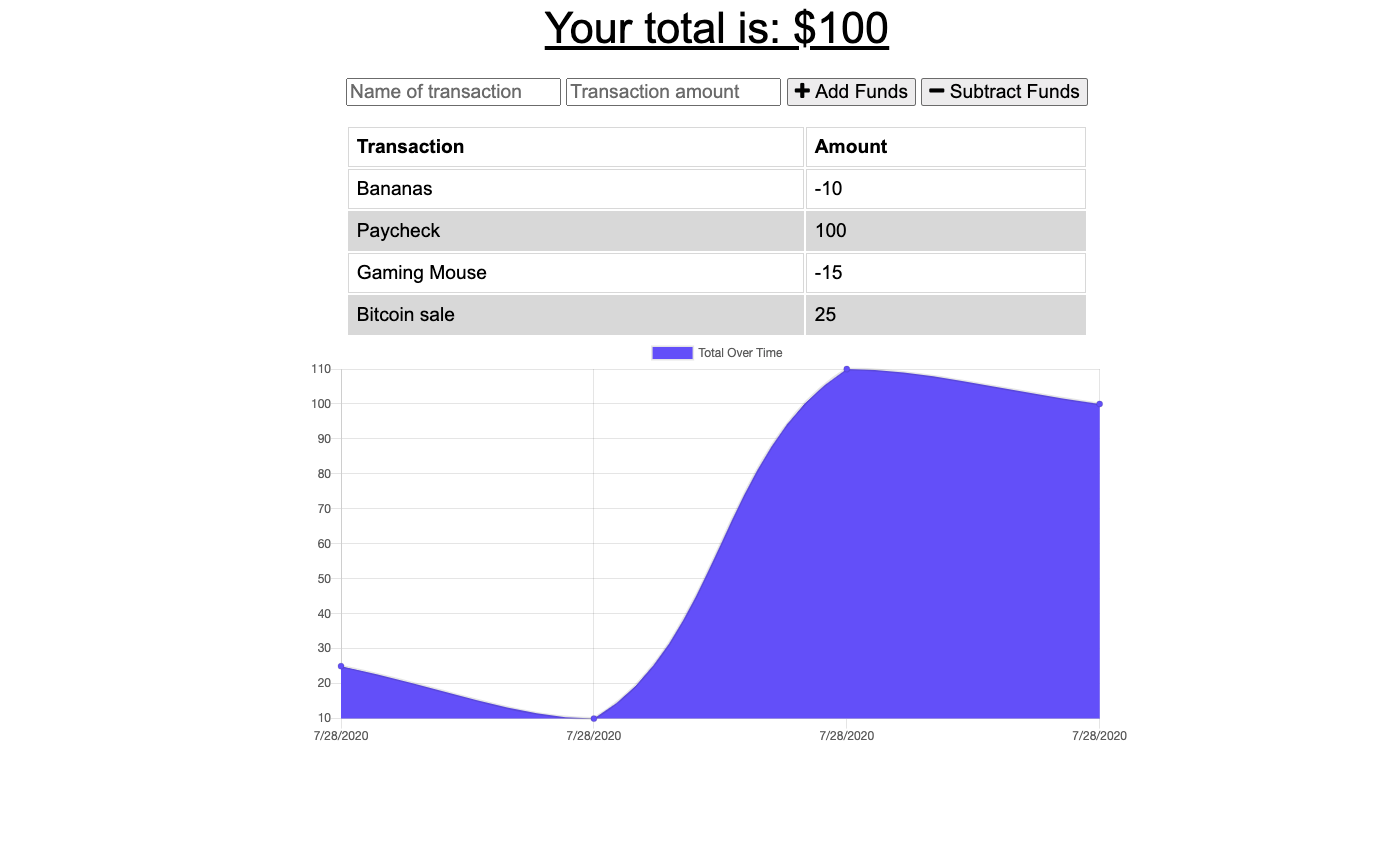 Your total is: $100
Name of transaction Transaction amount + Add Funds − Subtract Funds
Transaction Amount
Bananas -10
Paycheck 100
Gaming Mouse -15
Bitcoin sale 25
Total Over Time
110
100
90
80
70
60
50
40
30
20
10
7/28/2020 7/28/2020 7/28/2020 7/28/2020